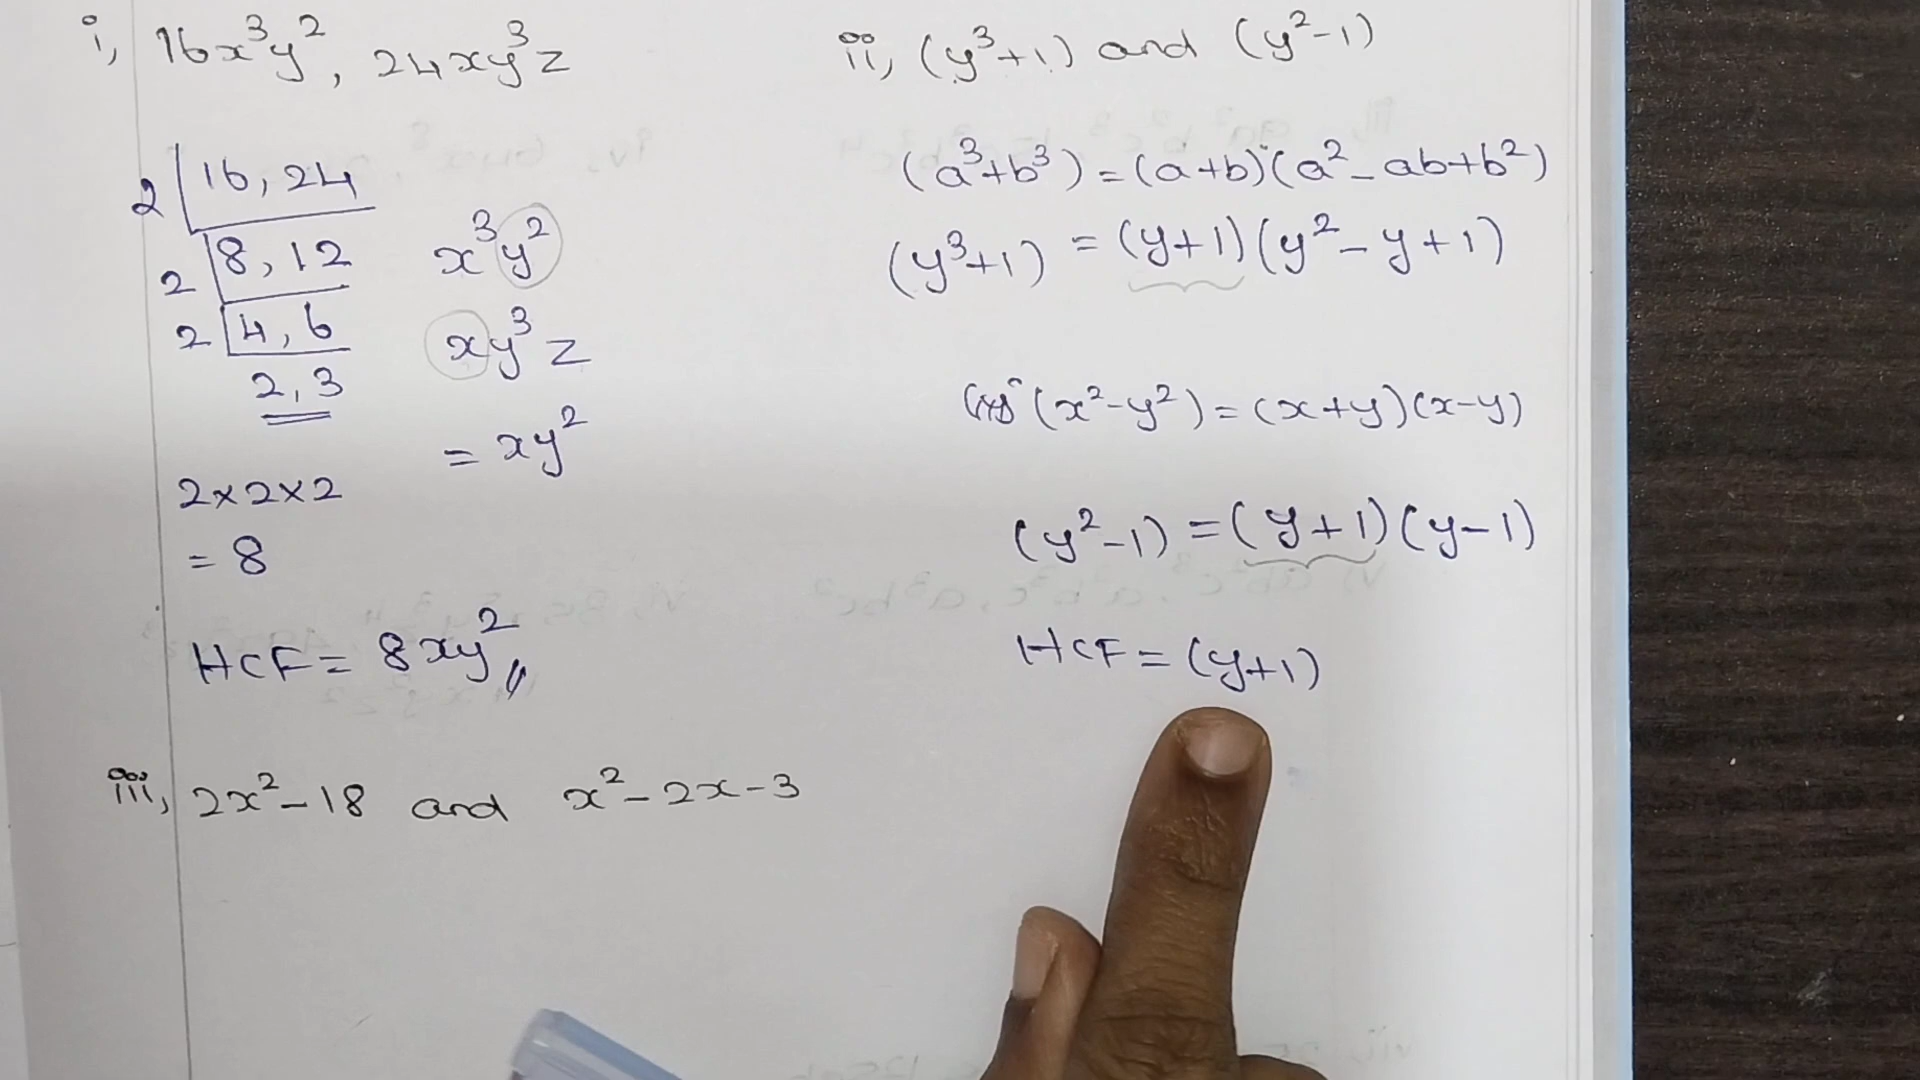 i, 16x³y², 24xy³z
2 | 16, 24
2 | 8, 12
2 | 4, 6
2, 3
x³y²
xy³z
= xy²
2×2×2
= 8
HCF = 8xy²
ii, (y³+1) and (y²-1)
(a³+b³) = (a+b)(a²-ab+b²)
(y³+1) = (y+1)(y²-y+1)
(x²-y²) = (x+y)(x-y)
(y²-1) = (y+1)(y-1)
HCF = (y+1)
iii, 2x²-18 and x²-2x-3